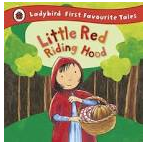 Ladybird First Favourite Tales
Little Red
Riding Hood